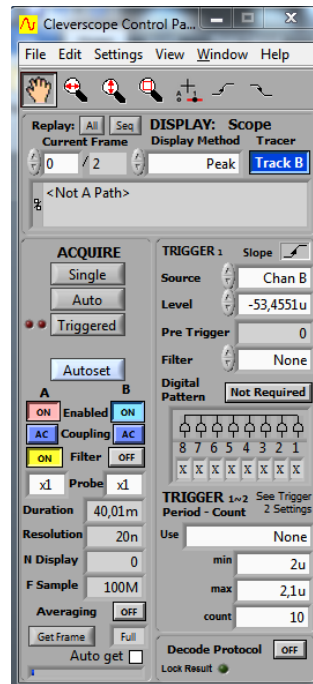 Cleverscope Control Pa...
File Edit Settings View Window Help
Replay: All Seq DISPLAY: Scope
Current Frame Display Method Tracer
0 / 2 Peak Track B
<Not A Path>
ACQUIRE
Single
Auto
Triggered
Autoset
A B
ON Enabled ON
AC Coupling AC
ON Filter OFF
x1 Probe x1
Duration 40,01m
Resolution 20n
N Display 0
F Sample 100M
Averaging OFF
Get Frame Full
Auto get
TRIGGER 1 Slope
Source Chan B
Level -53,4551u
Pre Trigger 0
Filter None
Digital
Pattern Not Required
8 7 6 5 4 3 2 1
X X X X X X X X
TRIGGER 1~2 See Trigger
Period - Count 2 Settings
Use None
min 2u
max 2,1u
count 10
Decode Protocol OFF
Lock Result